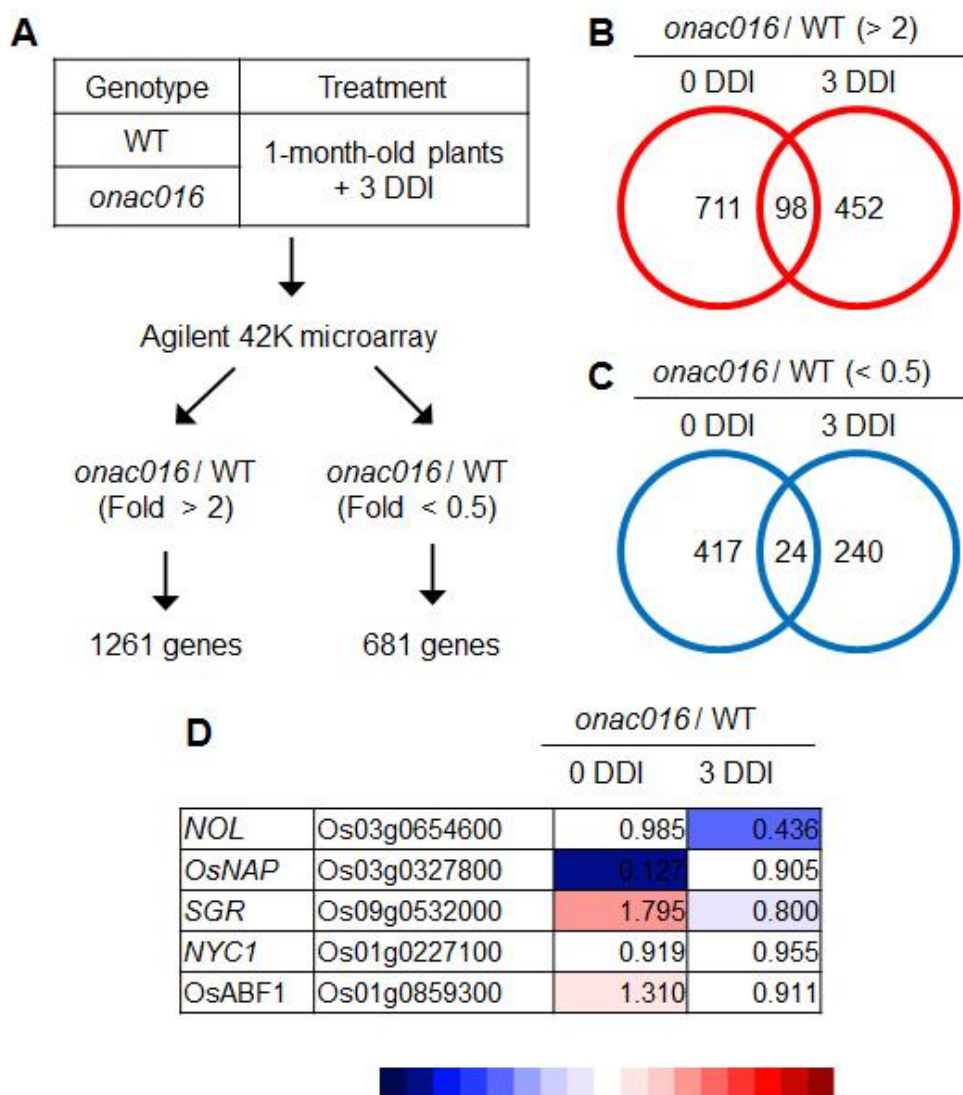 A
Genotype Treatment
WT
onac016
1-month-old plants
+ 3 DDI
Agilent 42K microarray
onac016 / WT
(Fold > 2)
onac016 / WT
(Fold < 0.5)
1261 genes
681 genes
B
onac016 / WT (> 2)
0 DDI 3 DDI
711 98 452
C
onac016 / WT (< 0.5)
0 DDI 3 DDI
417 24 240
D
onac016 / WT
0 DDI 3 DDI
NOL Os03g0654600 0.985 0.436
OsNAP Os03g0327800 0.127 0.905
SGR Os09g0532000 1.795 0.800
NYC1 Os01g0227100 0.919 0.955
OsABF1 Os01g0859300 1.310 0.911